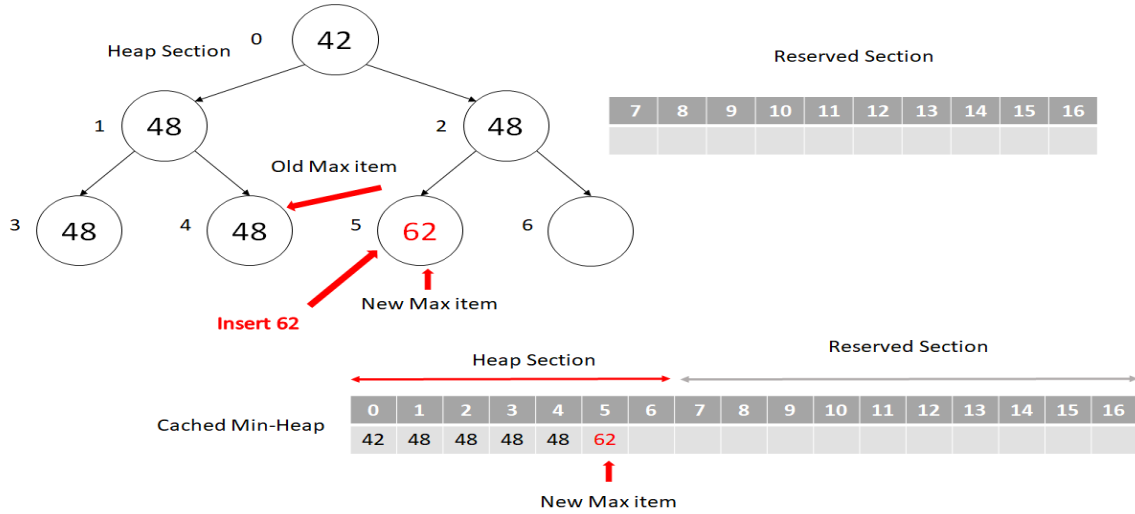 Heap Section
0
42
Reserved Section
7 8 9 10 11 12 13 14 15 16
1
48
2
48
Old Max item
3
48
4
48
5
62
6
Insert 62
New Max item
Heap Section
Reserved Section
Cached Min-Heap
0 1 2 3 4 5 6 7 8 9 10 11 12 13 14 15 16
42 48 48 48 48 62
New Max item